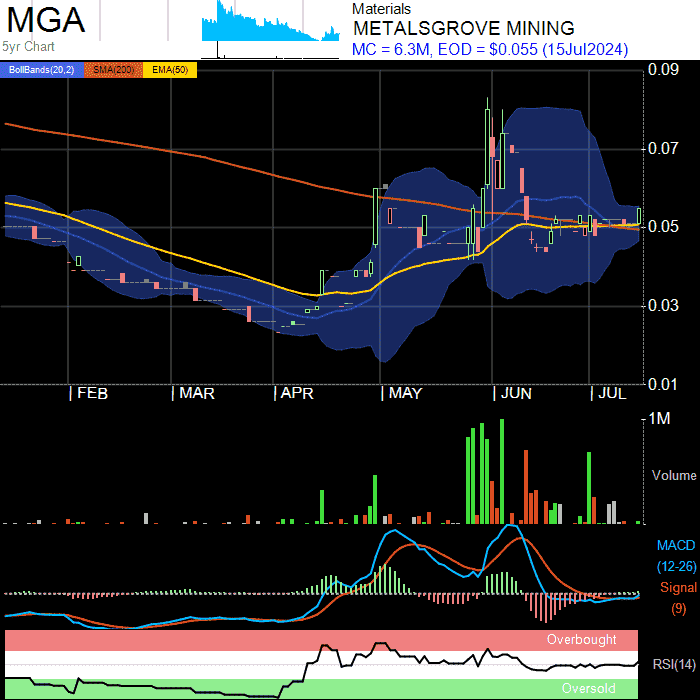 MGA
5yr Chart
Materials
METALSGROVE MINING
MC = 6.3M, EOD = $0.055 (15Jul2024)
BollBands(20,2) SMA(200) EMA(50)
0.09
0.07
0.05
0.03
0.01
FEB MAR APR MAY JUN JUL
1M
Volume
MACD
(12-26)
Signal
(9)
Overbought
RSI(14)
Oversold